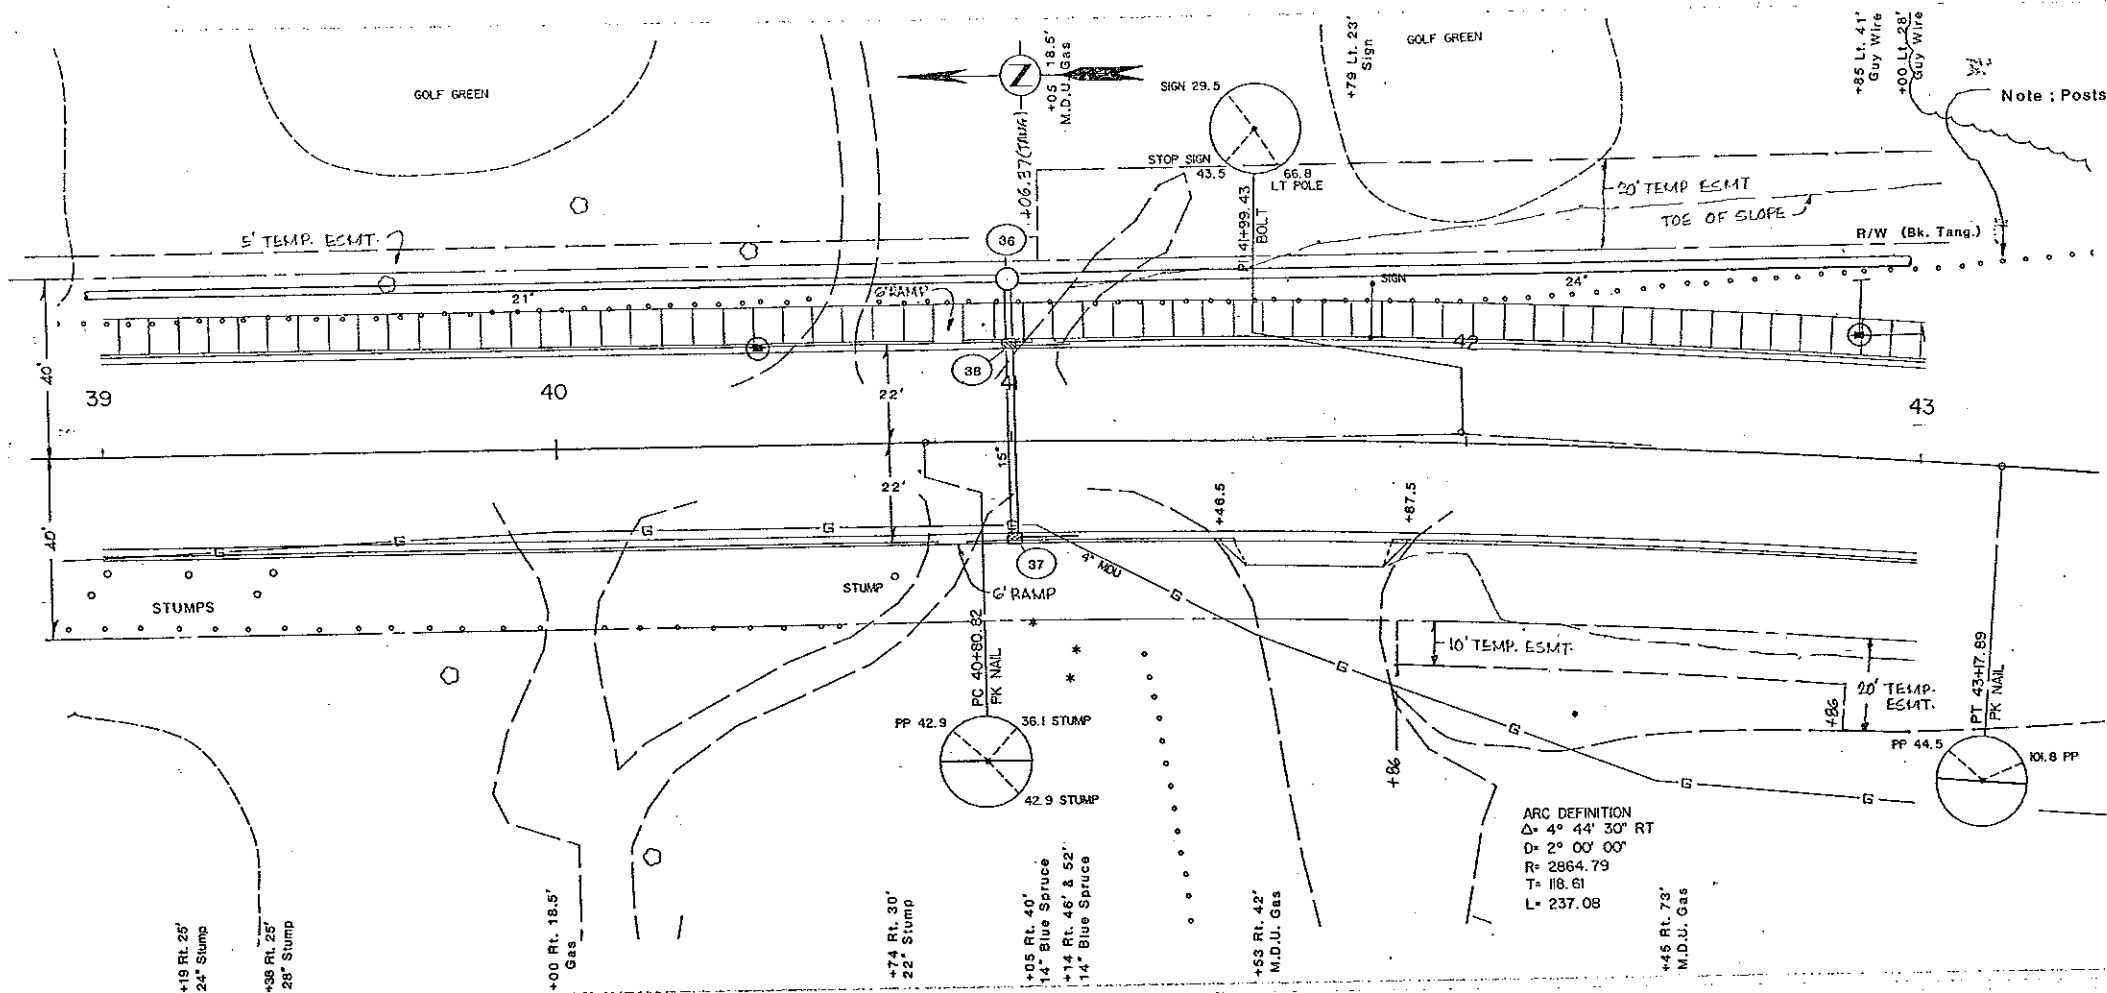 GOLF GREEN
Z
+05 18.5'
M.D.U. Gas
+79 Lt. 23'
Sign
GOLF GREEN
+85 Lt. 41'
Guy Wire
+00 Lt. 28'
Guy Wire
Note : Posts
SIGN 29.5
STOP SIGN
43.5
66.8
LT POLE
+06.37 (TANG)
PI 41+99.43
BOLT
20' TEMP ESMT
TOE OF SLOPE
R/W (Bk. Tang.)
5' TEMP. ESMT.
36
21"
6' RAMP
SIGN
24"
38
42
40'
39
40
22'
41
43
15"
22'
40'
G
G
G
G
G
+46.5
+87.5
37
4" MDU
STUMPS
STUMP
6' RAMP
G
PC 40+80.82
PK NAIL
10' TEMP. ESMT.
G
20' TEMP.
ESMT.
+86
PT 43+17.89
PK NAIL
PP 42.9
36.1 STUMP
42.9 STUMP
G
+86
PP 44.5
101.8 PP
G
G
ARC DEFINITION
Δ= 4° 44' 30" RT
D= 2° 00' 00"
R= 2864.79
T= 118.61
L= 237.08
+19 Rt. 25'
24" Stump
+38 Rt. 25'
28" Stump
+00 Rt. 18.5'
Gas
+74 Rt. 30'
22" Stump
+05 Rt. 40'
14" Blue Spruce
+14 Rt. 46' & 52'
14" Blue Spruce
+53 Rt. 42'
M.D.U. Gas
+45 Rt. 73'
M.D.U. Gas